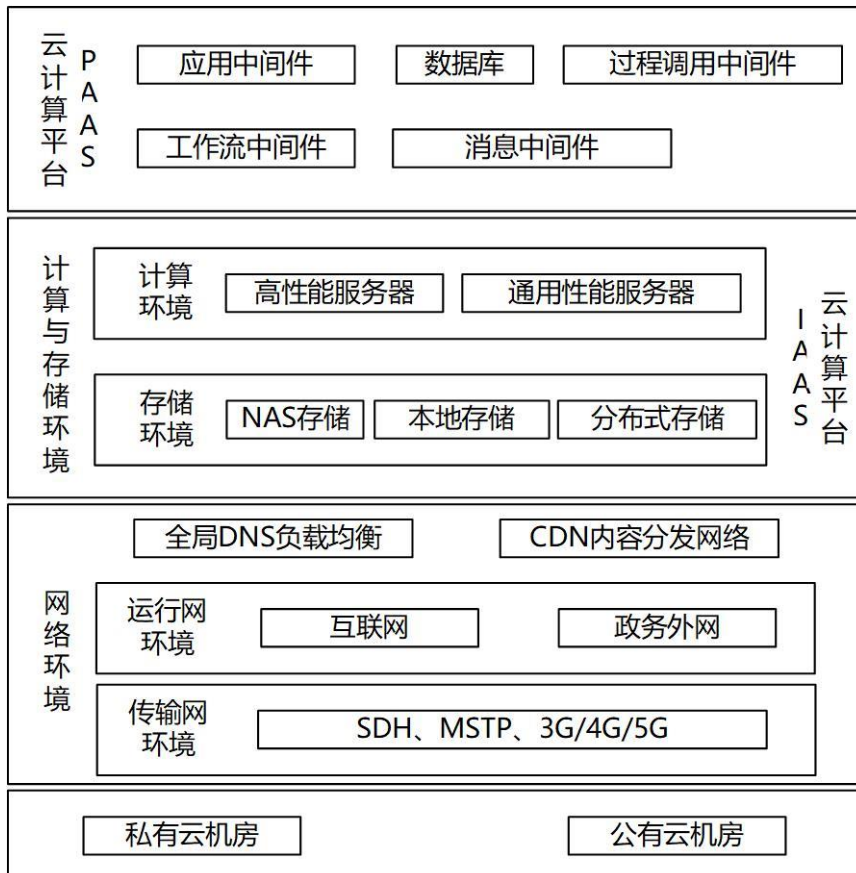 云计算平台
PAAS
应用中间件
数据库
过程调用中间件
工作流中间件
消息中间件
计算与存储环境
计算
环境
高性能服务器
通用性能服务器
存储
环境
NAS存储
本地存储
分布式存储
IAAS
云计算平台
网络环境
全局DNS负载均衡
CDN内容分发网络
运行网
环境
互联网
政务外网
传输网
环境
SDH、MSTP、3G/4G/5G
私有云机房
公有云机房